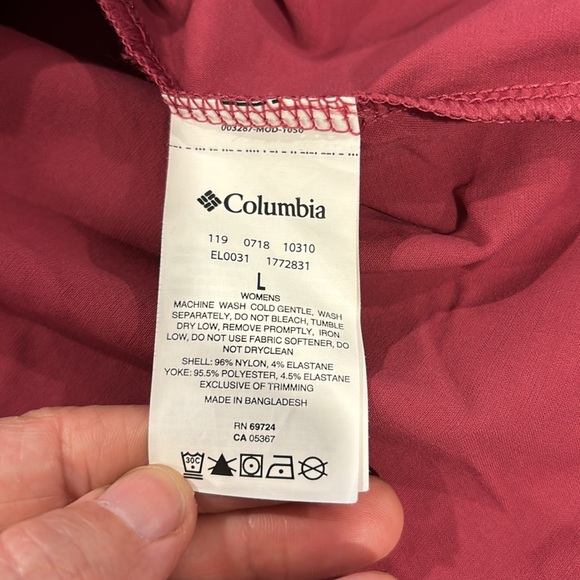 003287-MOD-10S0
Columbia
119 0718 10310
EL0031 1772831
L
WOMENS
MACHINE WASH COLD GENTLE, WASH
SEPARATELY, DO NOT BLEACH, TUMBLE
DRY LOW, REMOVE PROMPTLY, IRON
LOW, DO NOT USE FABRIC SOFTENER, DO
NOT DRYCLEAN
SHELL: 96% NYLON, 4% ELASTANE
YOKE: 95.5% POLYESTER, 4.5% ELASTANE
EXCLUSIVE OF TRIMMING
MADE IN BANGLADESH
RN 69724
CA 05367
30C